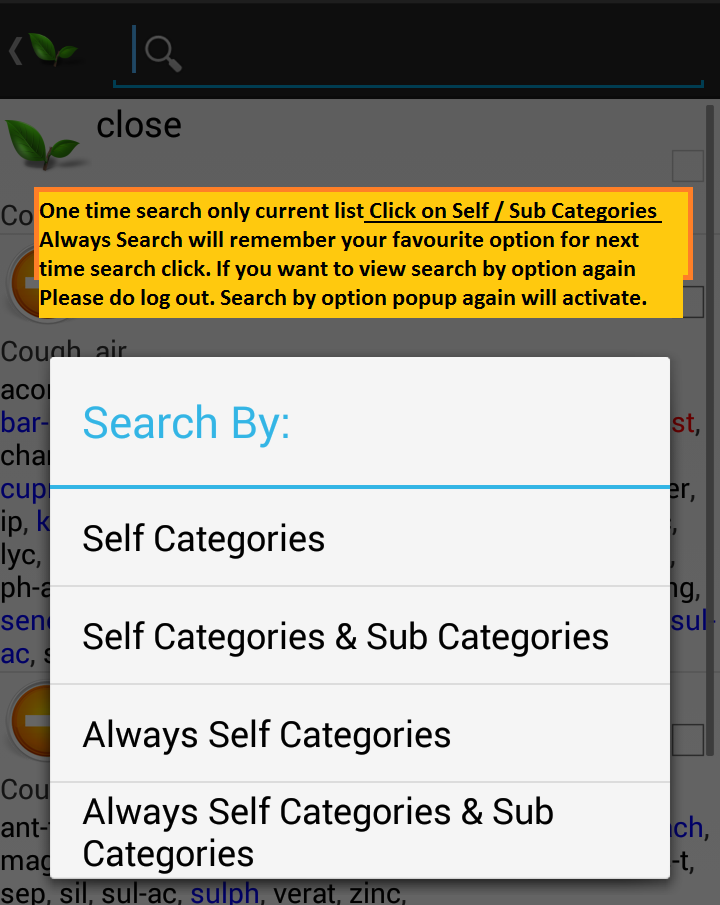 close
Co
One time search only current list Click on Self / Sub Categories
Always Search will remember your favourite option for next
time search click. If you want to view search by option again
Please do log out. Search by option popup again will activate.
Cough, air
acon
bar- st,
cha
cup er,
ip, k
lyc,
ph-a ng,
sene sul-
ac, s
Search By:
Self Categories
Self Categories & Sub Categories
Always Self Categories
Always Self Categories & Sub
Categories
Cou
ant-t ach,
mag -t,
sep, sil, sul-ac, sulph, verat, zinc,